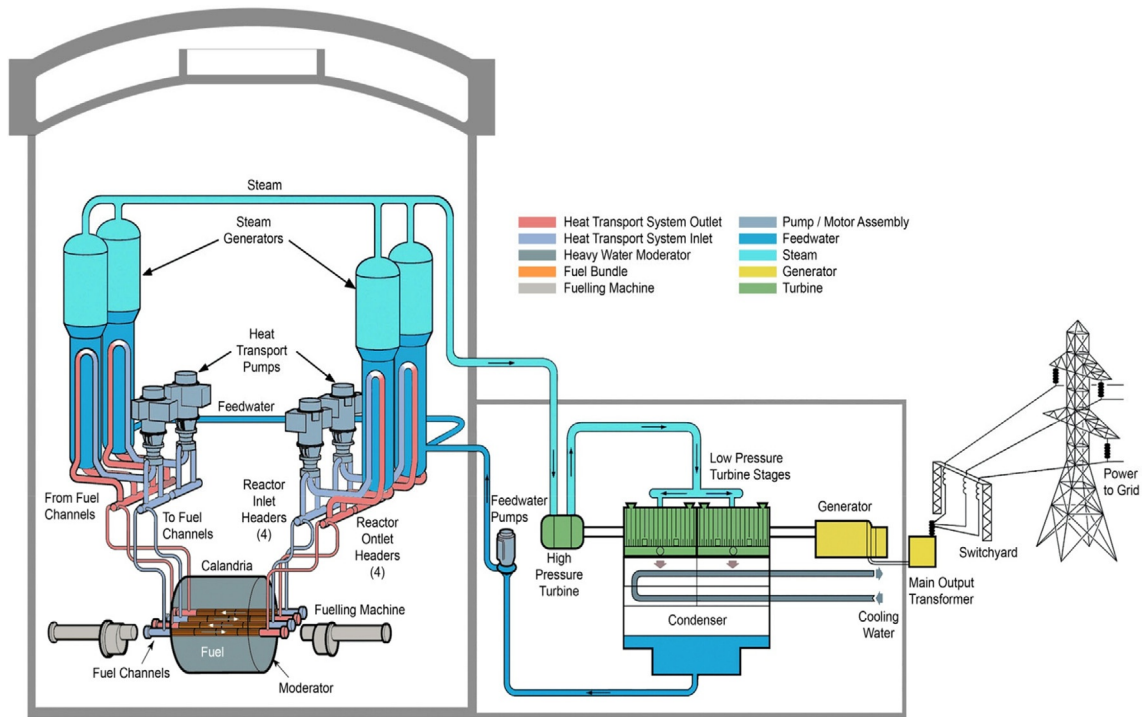 Steam
Steam
Generators
Heat Transport System Outlet
Heat Transport System Inlet
Heavy Water Moderator
Fuel Bundle
Fuelling Machine
Pump / Motor Assembly
Feedwater
Steam
Generator
Turbine
Heat
Transport
Pumps
Feedwater
From Fuel
Channels
To Fuel
Channels
Reactor
Inlet
Headers
(4)
Reactor
Ontlet
Headers
(4)
Calandria
Fuelling Machine
Fuel
Fuel Channels
Moderator
Feedwater
Pumps
High
Pressure
Turbine
Low Pressure
Turbine Stages
Condenser
Generator
Cooling
Water
Main Output
Transformer
Switchyard
Power
to Grid